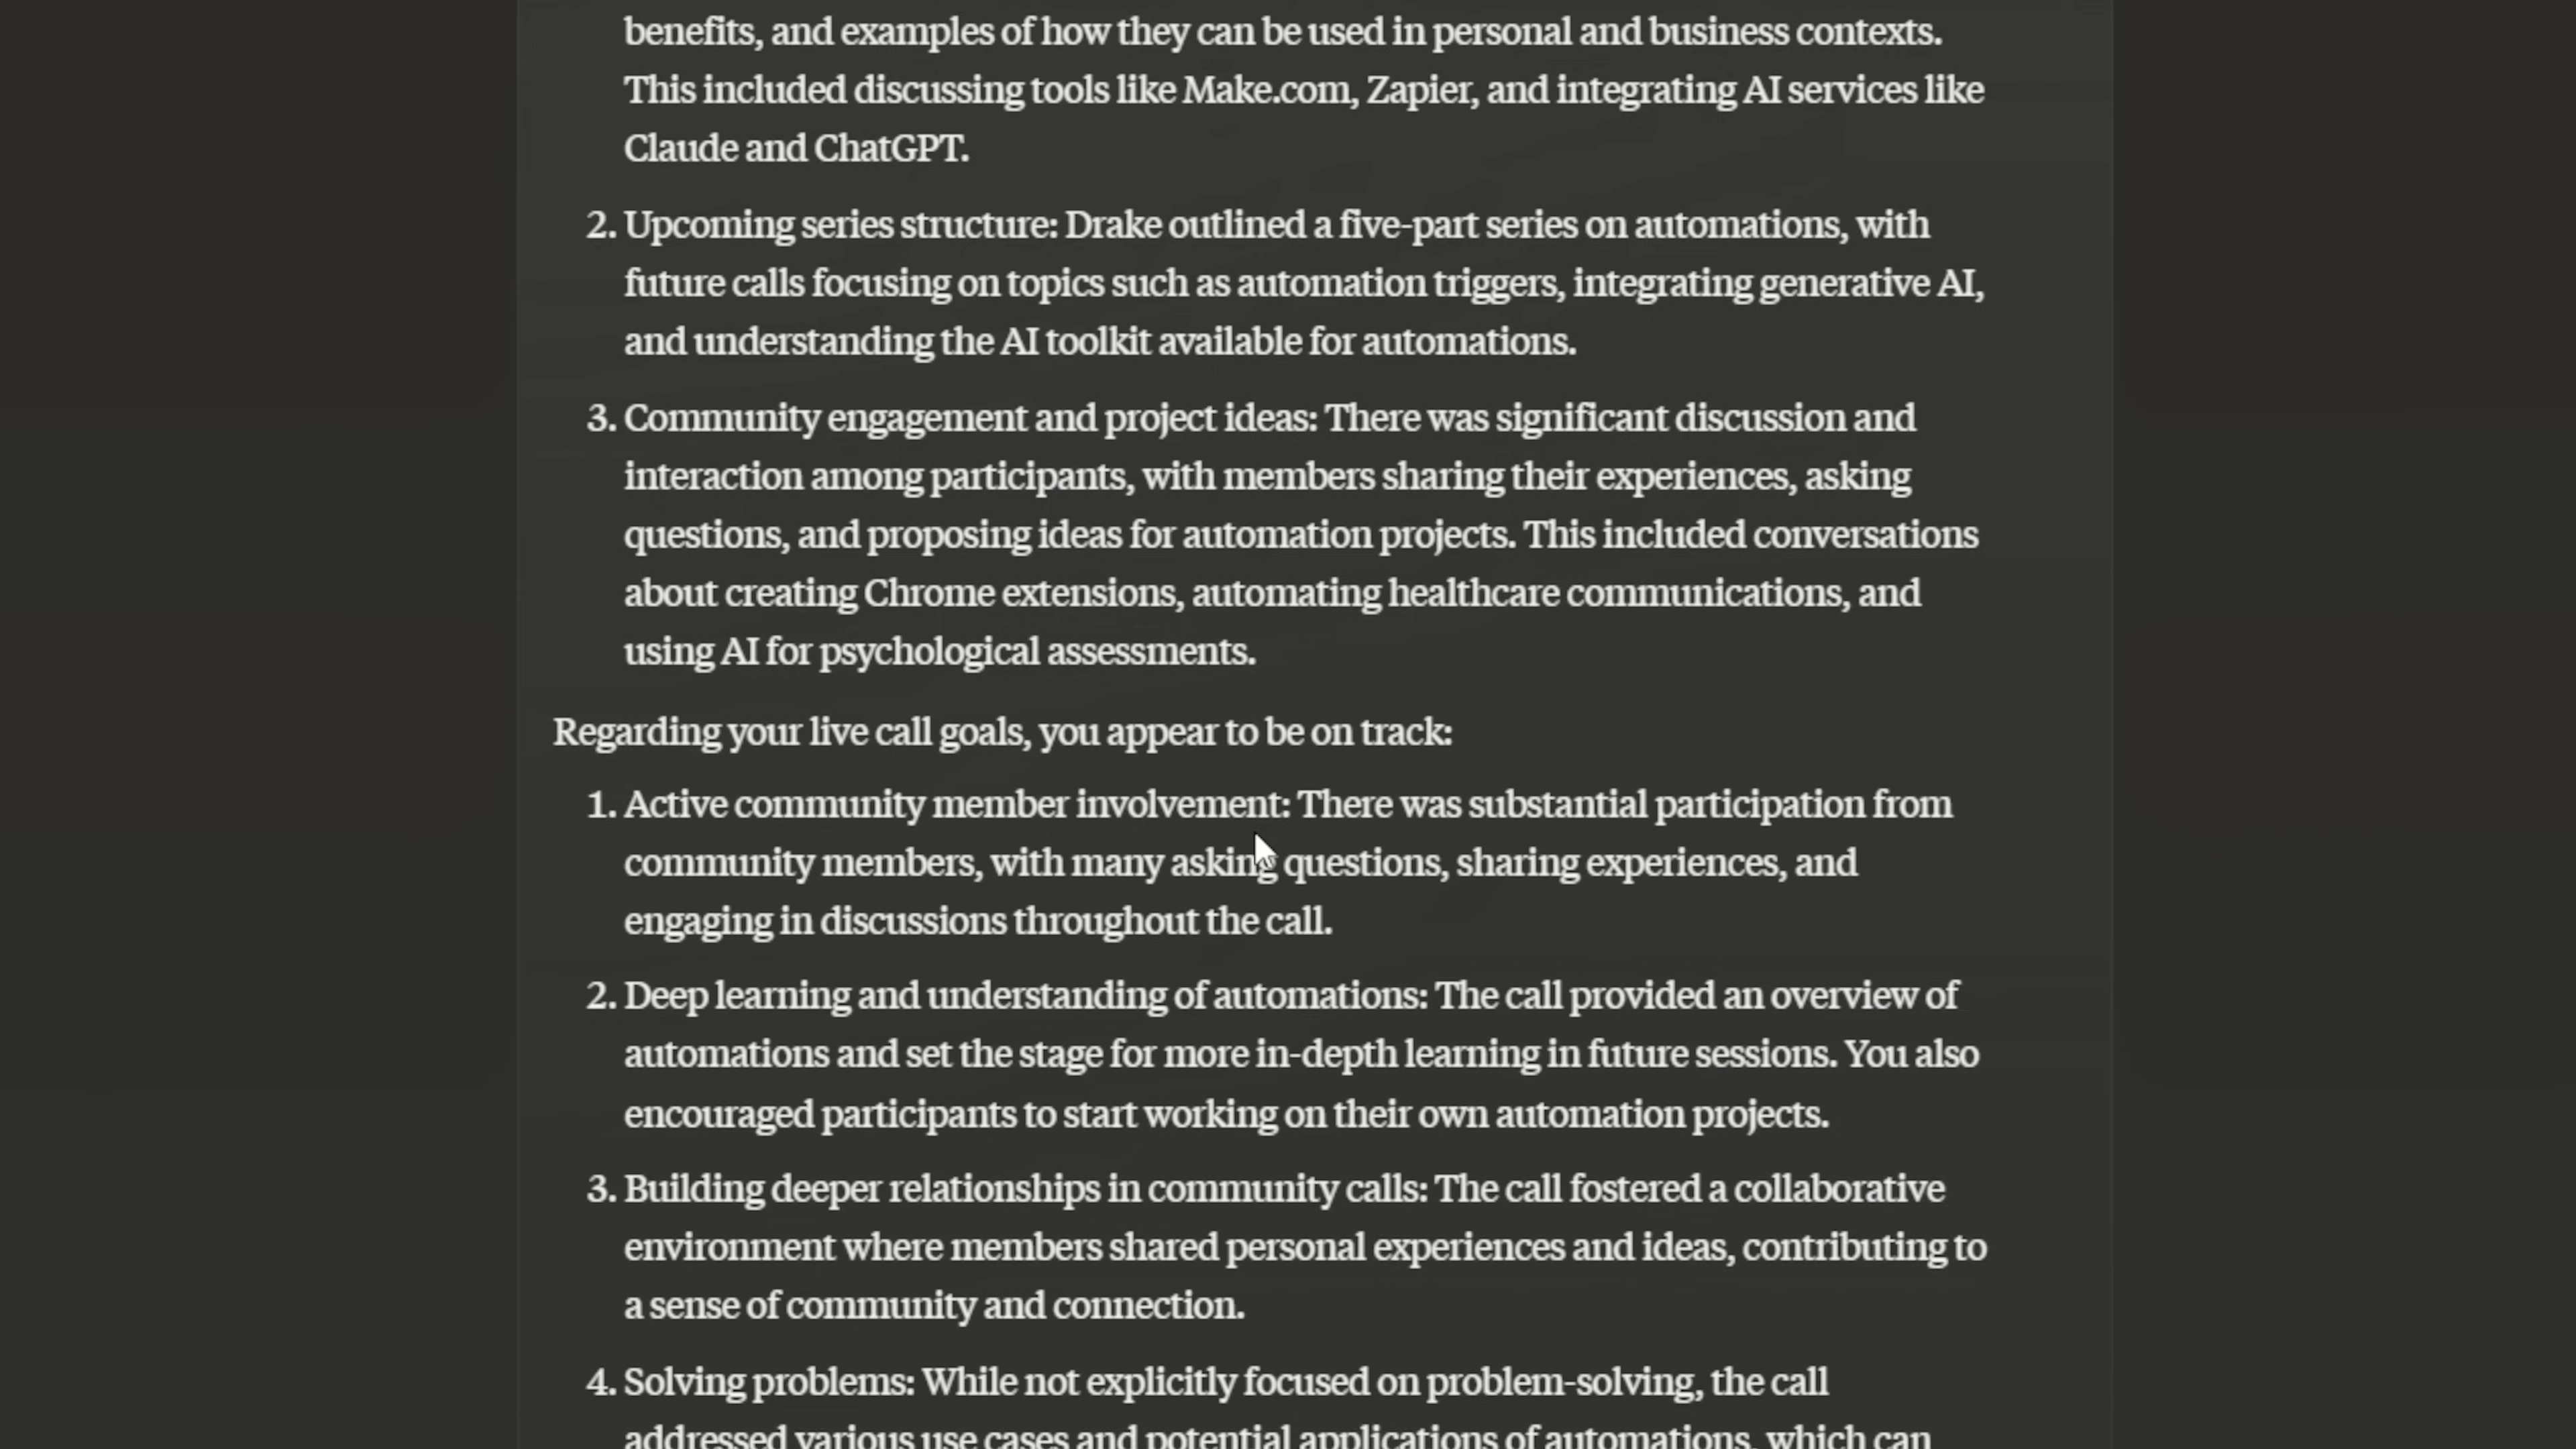 benefits, and examples of how they can be used in personal and business contexts.
This included discussing tools like Make.com, Zapier, and integrating AI services like
Claude and ChatGPT.
2. Upcoming series structure: Drake outlined a five-part series on automations, with
future calls focusing on topics such as automation triggers, integrating generative AI,
and understanding the AI toolkit available for automations.
3. Community engagement and project ideas: There was significant discussion and
interaction among participants, with members sharing their experiences, asking
questions, and proposing ideas for automation projects. This included conversations
about creating Chrome extensions, automating healthcare communications, and
using AI for psychological assessments.
Regarding your live call goals, you appear to be on track:
1. Active community member involvement: There was substantial participation from
community members, with many asking questions, sharing experiences, and
engaging in discussions throughout the call.
2. Deep learning and understanding of automations: The call provided an overview of
automations and set the stage for more in-depth learning in future sessions. You also
encouraged participants to start working on their own automation projects.
3. Building deeper relationships in community calls: The call fostered a collaborative
environment where members shared personal experiences and ideas, contributing to
a sense of community and connection.
4. Solving problems: While not explicitly focused on problem-solving, the call
addressed various use cases and potential applications of automations, which can